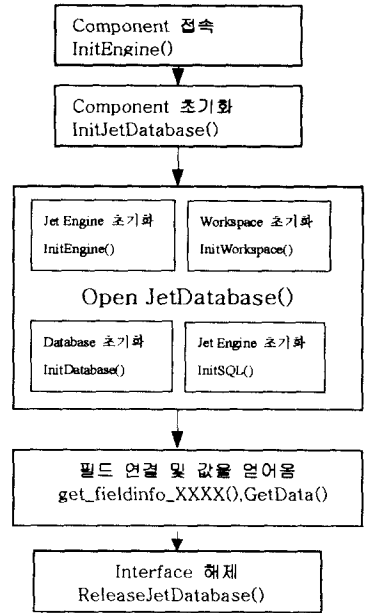 Component 접속
InitEngine()
Component 초기화
InitJetDatabase()
Jet Engine 초기화
InitEngine()
Workspace 초기화
InitWorkspace()
Open JetDatabase()
Database 초기화
InitDatabase()
Jet Engine 초기화
InitSQL()
필드 연결 및 값을 얻어옴
get_fieldinfo_XXXX(),GetData()
Interface 해제
ReleaseJetDatabase()